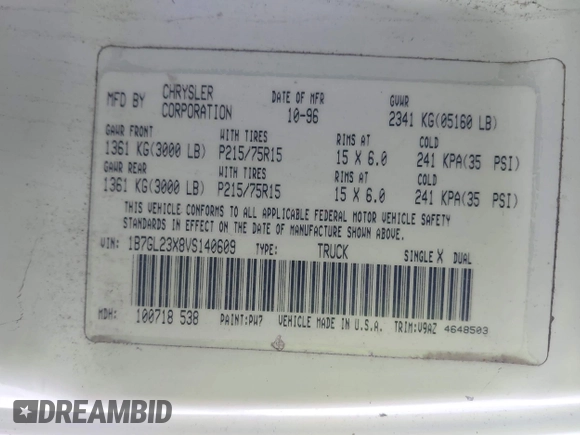 MFD BY CHRYSLER CORPORATION DATE OF MFR 10-96 GVWR 2341 KG(05160 LB)
GAWR FRONT WITH TIRES RIMS AT COLD
1361 KG(3000 LB) P215/75R15 15 X 6.0 241 KPA(35 PSI)
GAWR REAR WITH TIRES RIMS AT COLD
1361 KG(3000 LB) P215/75R15 15 X 6.0 241 KPA(35 PSI)
THIS VEHICLE CONFORMS TO ALL APPLICABLE FEDERAL MOTOR VEHICLE SAFETY
STANDARDS IN EFFECT ON THE DATE OF MANUFACTURE SHOWN ABOVE.
VIN: 1B7GL23X8VS140609 TYPE: TRUCK SINGLE X DUAL
MDH: 100718 538 PAINT:PW7 VEHICLE MADE IN U.S.A. TRIM:V9AZ 4648503
DREAMBID